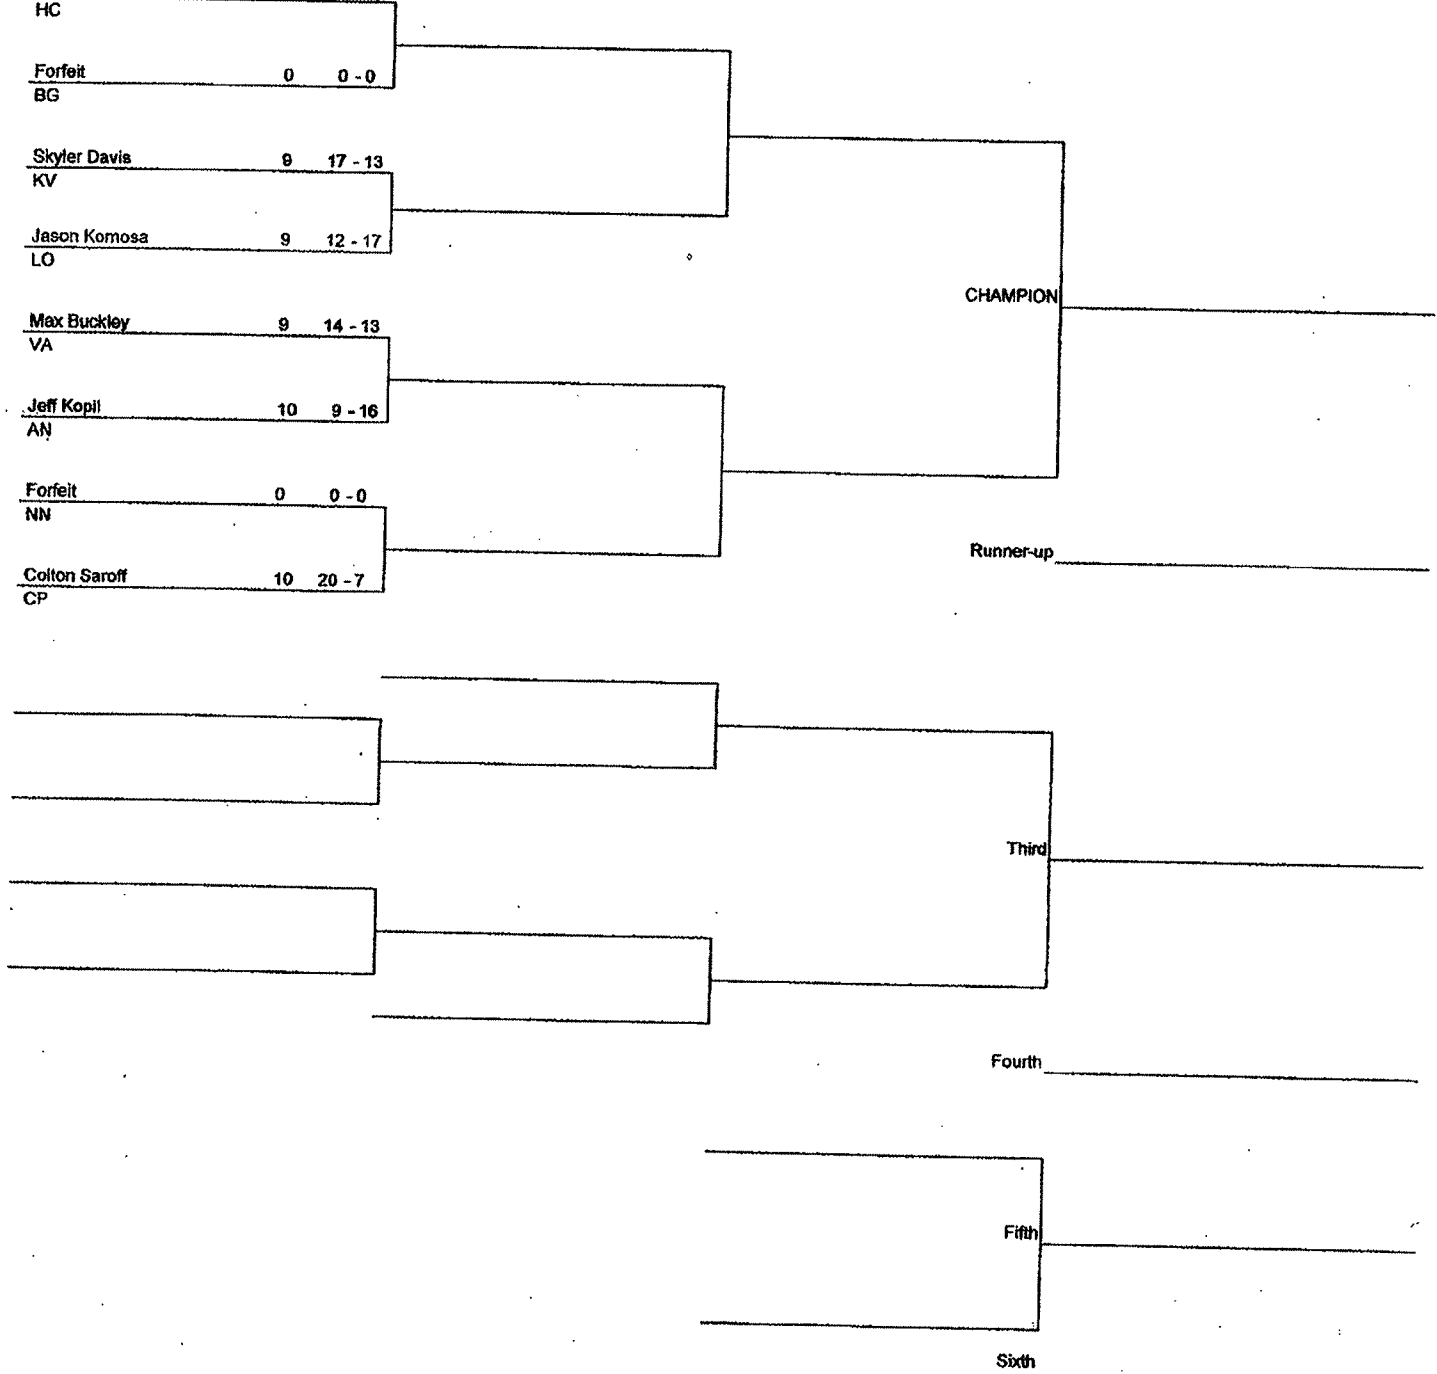 HC
Forfeit 0 0 - 0
BG
Skyler Davis 9 17 - 13
KV
Jason Komosa 9 12 - 17
LO
CHAMPION
Max Buckley 9 14 - 13
VA
Jeff Kopil 10 9 - 16
AN
Forfeit 0 0 - 0
NN
Runner-up
Colton Saroff 10 20 - 7
CP
Third
Fourth
Fifth
Sixth